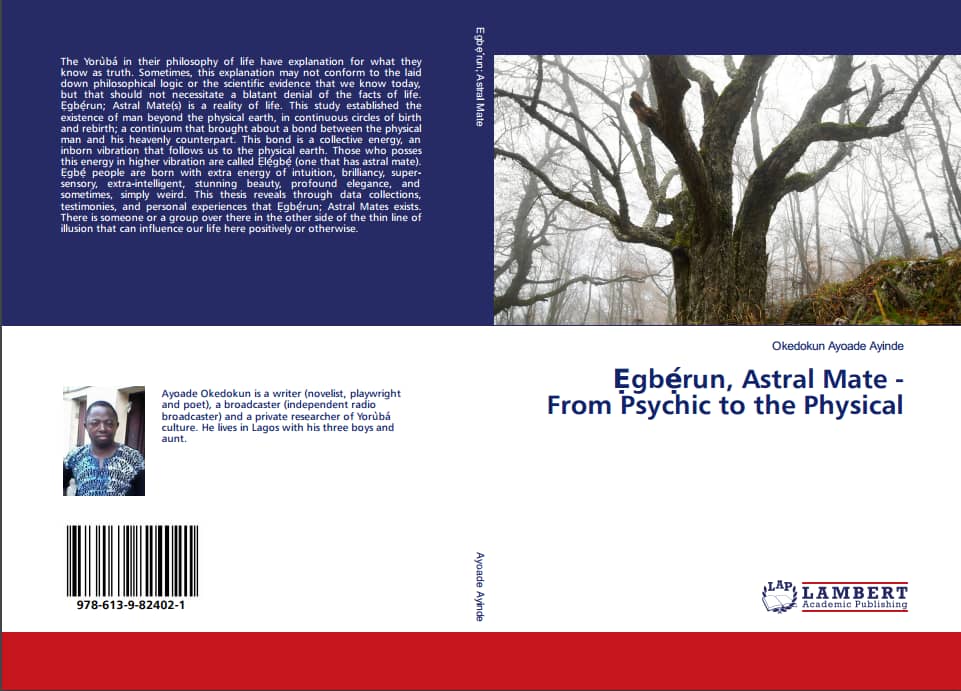 The Yorùbá in their philosophy of life have explanation for what they
know as truth. Sometimes, this explanation may not conform to the laid
down philosophical logic or the scientific evidence that we know today,
but that should not necessitate a blatant denial of the facts of life.
Ẹgbẹ́run; Astral Mate(s) is a reality of life. This study established the
existence of man beyond the physical earth, in continuous circles of birth
and rebirth; a continuum that brought about a bond between the physical
man and his heavenly counterpart. This bond is a collective energy, an
inborn vibration that follows us to the physical earth. Those who posses
this energy in higher vibration are called Ẹlẹ́gbẹ́ (one that has astral mate).
Ẹgbẹ́ people are born with extra energy of intuition, brilliancy, super-
sensory, extra-intelligent, stunning beauty, profound elegance, and
sometimes, simply weird. This thesis reveals through data collections,
testimonies, and personal experiences that Ẹgbẹ́run; Astral Mates exists.
There is someone or a group over there in the other side of the thin line of
illusion that can influence our life here positively or otherwise.
Ayoade Okedokun is a writer (novelist, playwright
and poet), a broadcaster (independent radio
broadcaster) and a private researcher of Yorùbá
culture. He lives in Lagos with his three boys and
aunt.
978-613-9-82402-1
Ẹgbẹ́run; Astral Mate
Ayoade Ayinde
Okedokun Ayoade Ayinde
Ẹgbẹ́run, Astral Mate -
From Psychic to the Physical
LAP
LAMBERT
Academic Publishing